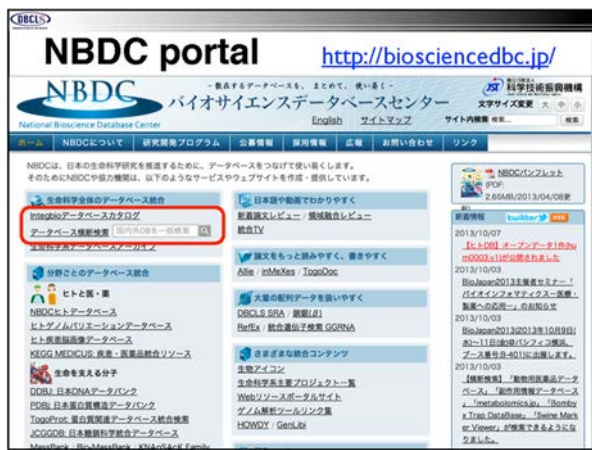 DBCLS
NBDC portal http://biosciencedbc.jp/
NBDC
National Bioscience Database Center
- 散在するデータベースを、まとめて、使い易く -
バイオサイエンスデータベースセンター
English サイトマップ
JST 科学技術振興機構
文字サイズ変更 大 中 小
サイト内検索 検索... 検索
ホーム NBDCについて 研究開発プログラム 公募情報 採用情報 広報 お問い合わせ リンク
NBDCは、日本の生命科学研究を推進するために、データベースをつなげて使い易くします。
そのためにNBDCや協力機関は、以下のようなサービスやウェブサイトを作成・提供しています。
生命科学全体のデータベース統合
Integbioデータベースカタログ
データベース横断検索 国内外DBを一括検索
生命科学系データベースアーカイブ
分野ごとのデータベース統合
ヒトと医・薬
NBDCヒトデータベース
ヒトゲノムバリエーションデータベース
ヒト疾患脳画像データベース
KEGG MEDICUS: 疾患・医薬品統合リソース
生命を支える分子
DDBJ: 日本DNAデータバンク
PDBj: 日本蛋白質構造データバンク
TogoProt: 蛋白質関連データベース統合検索
JCGGDB: 日本糖鎖科学統合データベース
MassBank / Bio-MassBank / KNApSAcK Family
日本語や動画でわかりやすく
新着論文レビュー / 領域融合レビュー
統合TV
論文をもっと読みやすく、書きやすく
Allie / inMeXes / TogoDoc
大量の配列データを扱いやすく
DBCLS SRA / 鎖鋸(β)
RefEx / 統合遺伝子検索 GGRNA
さまざまな統合コンテンツ
生物アイコン
生命科学系主要プロジェクト一覧
Webリソースポータルサイト
ゲノム解析ツールリンク集
HOWDY / GenLibi
NBDCパンフレット
(PDF:
2.65MB/2013/04/08更
新)
新着情報 twitter RSS
2013/10/07
【ヒトDB】オープンデータ1件(hu
m0003.v1)が公開されました
2013/10/03
BioJapan2013主催者セミナー「
バイオインフォマティクス－医療・
製薬への応用－」のお知らせ
2013/10/03
BioJapan2013(2013年10月9日(
水)～11日(金)@パシフィコ横浜、
ブース番号:B-401)に出展します。
2013/10/03
【横断検索】「動物用医薬品データ
ベース」「副作用情報データベース
」「metabolomics.jp」「Bomby
x Trap DataBase」「Swine Mark
er Viewer」が検索できるようにな
りました。